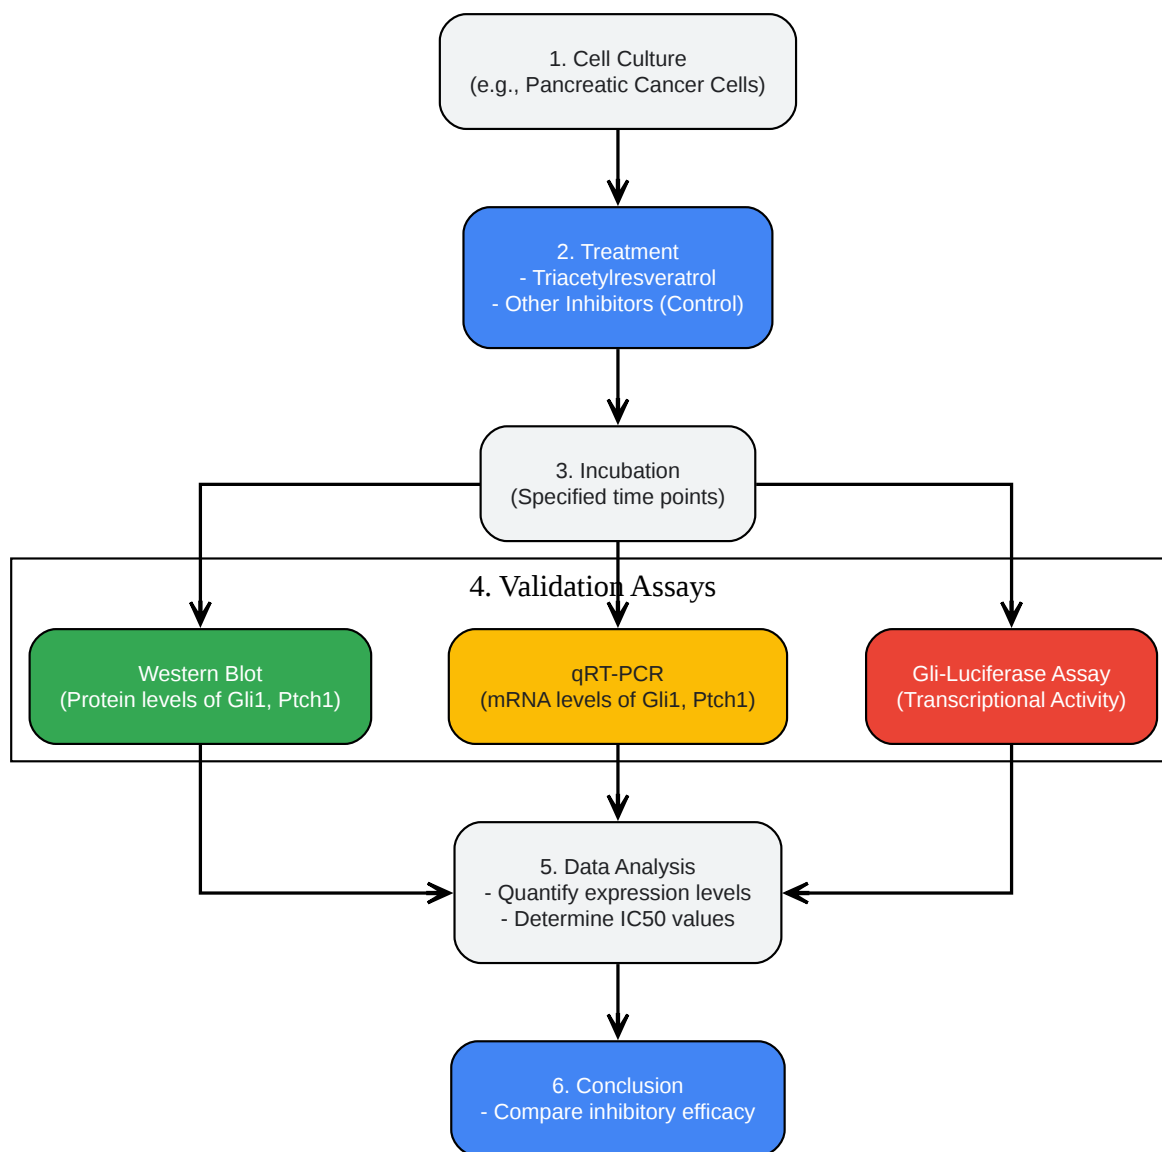 1. Cell Culture
(e.g., Pancreatic Cancer Cells)
2. Treatment
- Triacetylresveratrol
- Other Inhibitors (Control)
3. Incubation
(Specified time points)
4. Validation Assays
Western Blot
(Protein levels of Gli1, Ptch1)
qRT-PCR
(mRNA levels of Gli1, Ptch1)
Gli-Luciferase Assay
(Transcriptional Activity)
5. Data Analysis
- Quantify expression levels
- Determine IC50 values
6. Conclusion
- Compare inhibitory efficacy